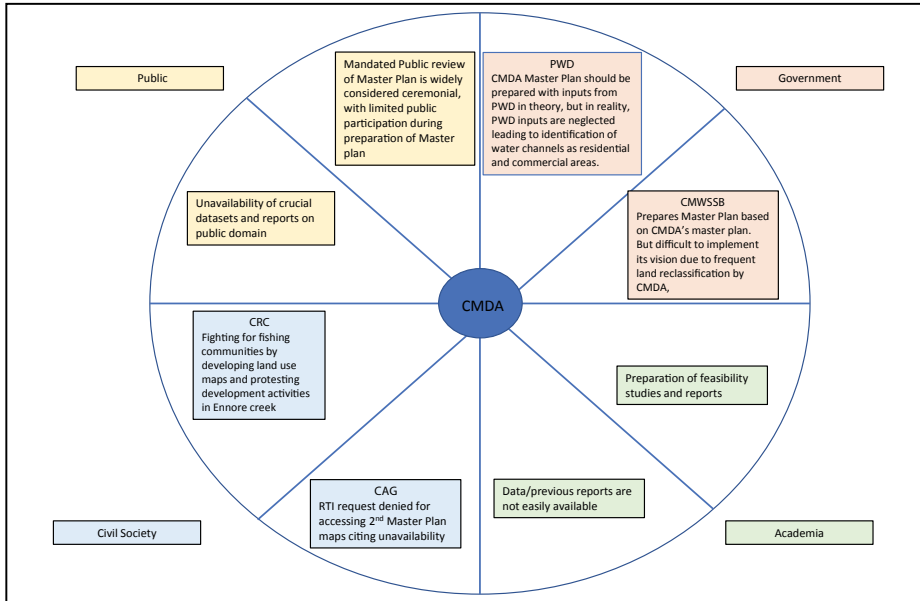 Public
Mandated Public review
of Master Plan is widely
considered ceremonial,
with limited public
participation during
preparation of Master
plan
PWD
CMDA Master Plan should be
prepared with inputs from
PWD in theory, but in reality,
PWD inputs are neglected
leading to identification of
water channels as residential
and commercial areas.
Government
Unavailability of crucial
datasets and reports on
public domain
CMWSSB
Prepares Master Plan based
on CMDA's master plan.
But difficult to implement
its vision due to frequent
land reclassification by
CMDA,
CMDA
CRC
Fighting for fishing
communities by
developing land use
maps and protesting
development activities
in Ennore creek
Preparation of feasibility
studies and reports
CAG
RTI request denied for
accessing 2nd Master Plan
maps citing unavailability
Data/previous reports are
not easily available
Civil Society
Academia